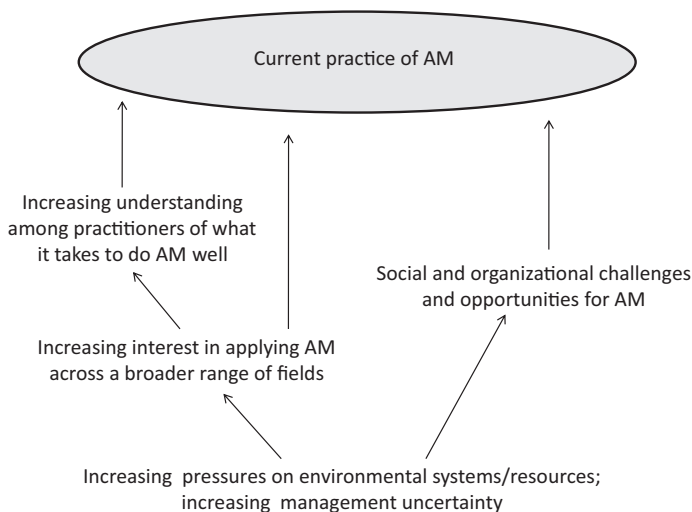 Current practice of AM
Increasing understanding
among practitioners of what
it takes to do AM well
Social and organizational challenges
and opportunities for AM
Increasing interest in applying AM
across a broader range of fields
Increasing pressures on environmental systems/resources;
increasing management uncertainty